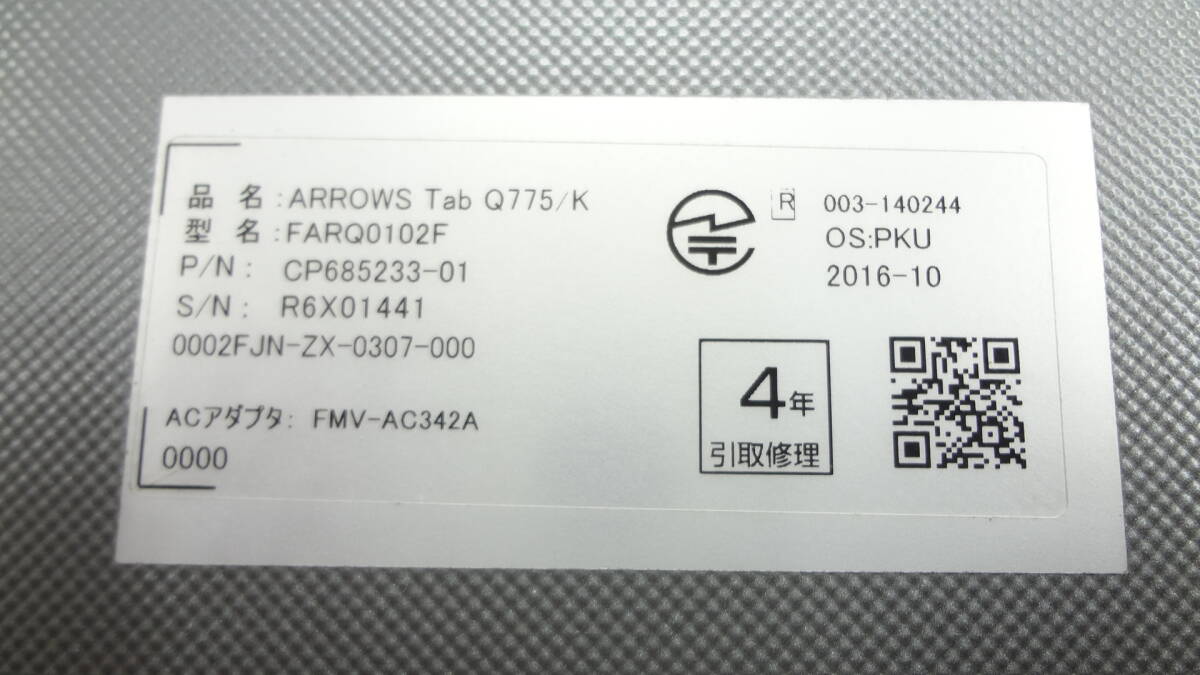 品 名:ARROWS Tab Q775/K
型 名:FARQ0102F
P/N: CP685233-01
S/N: R6X01441
0002FJN-ZX-0307-000
ACアダプタ: FMV-AC342A
0000
R 003-140244
OS:PKU
2016-10
4年
引取修理